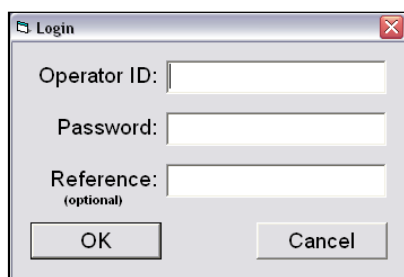 Login
Operator ID:
Password:
Reference:
(optional)
OK Cancel